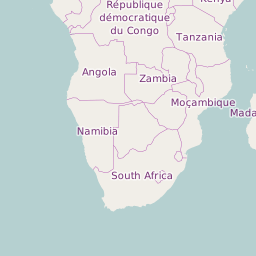 Kenya
République
démocratique
du Congo
Tanzania
Angola
Zambia
Moçambique
Mada
Namibia
South Africa